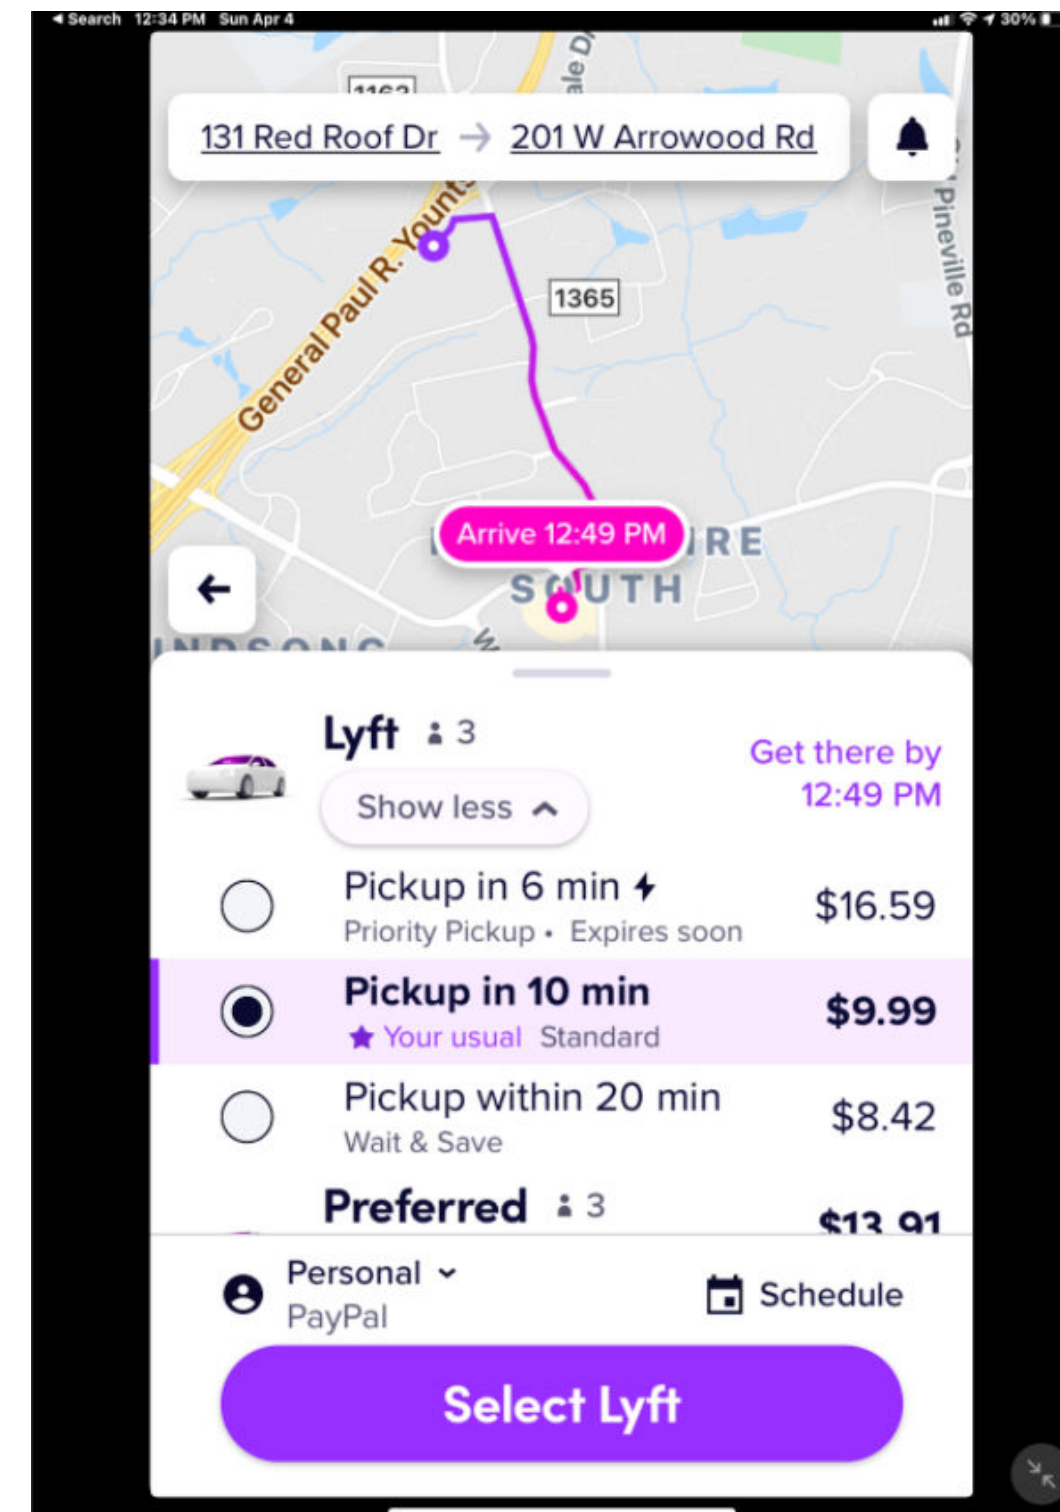 Search 12:34 PM Sun Apr 4
30%
131 Red Roof Dr → 201 W Arrowood Rd
General Paul R. Younts
1365
Pineville Rd
Arrive 12:49 PM
SOUTH
Lyft 3
Get there by
12:49 PM
Show less
Pickup in 6 min
$16.59
Priority Pickup • Expires soon
Pickup in 10 min
$9.99
Your usual Standard
Pickup within 20 min
$8.42
Wait & Save
Preferred 3
$13.91
Personal
PayPal
Schedule
Select Lyft